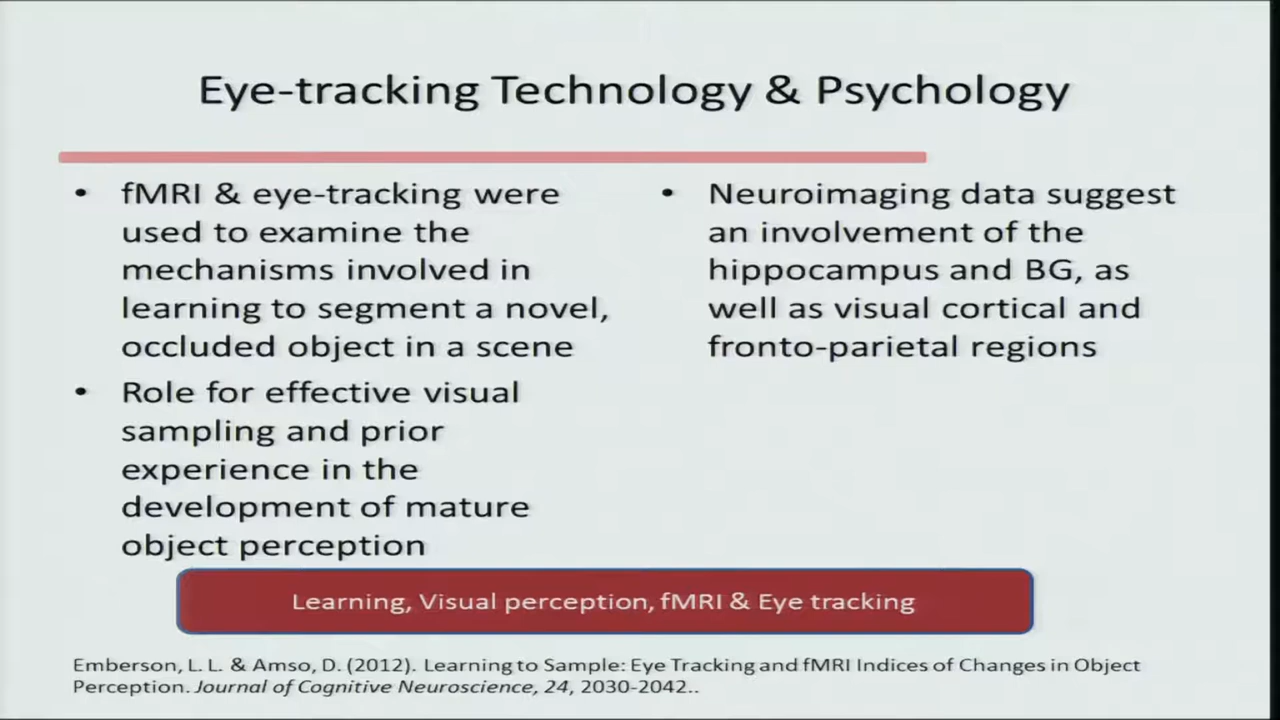 Eye-tracking Technology & Psychology
• fMRI & eye-tracking were
used to examine the
mechanisms involved in
learning to segment a novel,
occluded object in a scene
• Role for effective visual
sampling and prior
experience in the
development of mature
object perception
• Neuroimaging data suggest
an involvement of the
hippocampus and BG, as
well as visual cortical and
fronto-parietal regions
Learning, Visual perception, fMRI & Eye tracking
Emberson, L. L. & Amso, D. (2012). Learning to Sample: Eye Tracking and fMRI Indices of Changes in Object
Perception. Journal of Cognitive Neuroscience, 24, 2030-2042..